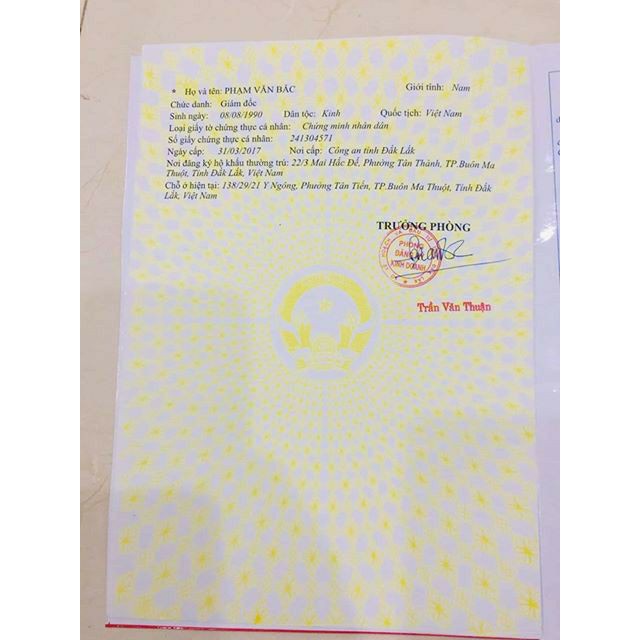 * Họ và tên: PHẠM VĂN BẮC Giới tính: Nam
Chức danh: Giám đốc
Sinh ngày: 08/08/1990 Dân tộc: Kinh Quốc tịch: Việt Nam
Loại giấy tờ chứng thực cá nhân: Chứng minh nhân dân
Số giấy chứng thực cá nhân: 241304571
Ngày cấp: 31/03/2017 Nơi cấp: Công an tỉnh Đắk Lắk
Nơi đăng ký hộ khẩu thường trú: 22/3 Mai Hắc Đế, Phường Tân Thành, TP.Buôn Ma
Thuột, Tỉnh Đắk Lắk, Việt Nam
Chỗ ở hiện tại: 138/29/21 Y Ngông, Phường Tân Tiến, TP.Buôn Ma Thuột, Tỉnh Đắk
Lắk, Việt Nam
TRƯỞNG PHÒNG
PHÒNG
ĐĂNG KÝ
KINH DOANH
Trần Văn Thuận